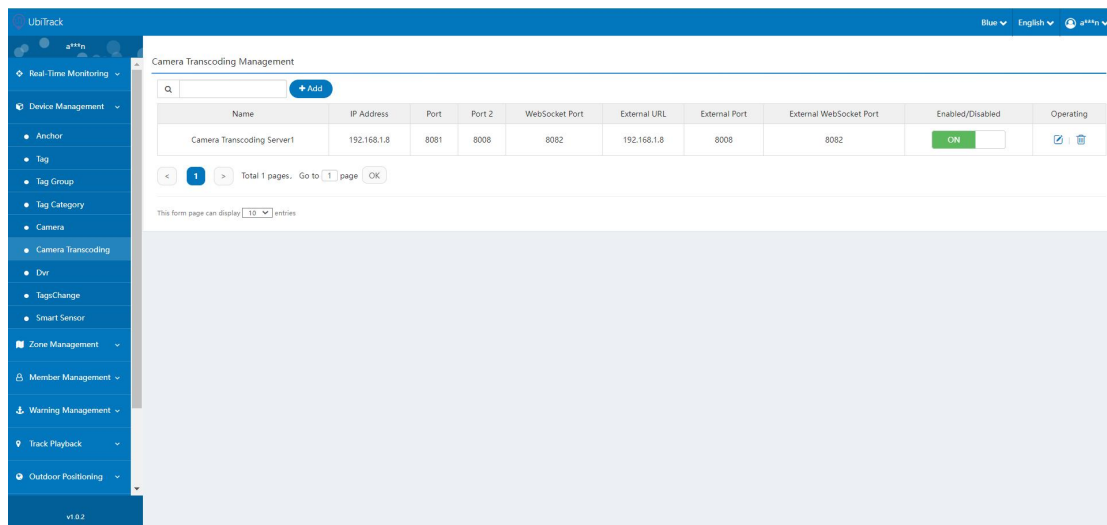 UbiTrack
Blue English a***n
a***n
Real-Time Monitoring
Device Management
Anchor
Tag
Tag Group
Tag Category
Camera
Camera Transcoding
Dvr
TagsChange
Smart Sensor
Zone Management
Member Management
Warning Management
Track Playback
Outdoor Positioning
v1.0.2
Camera Transcoding Management
+ Add
Name IP Address Port Port 2 WebSocket Port External URL External Port External WebSocket Port Enabled/Disabled Operating
Camera Transcoding Server1 192.168.1.8 8081 8008 8082 192.168.1.8 8008 8082 ON
< 1 > Total 1 pages. Go to 1 page OK
This form page can display 10 entries